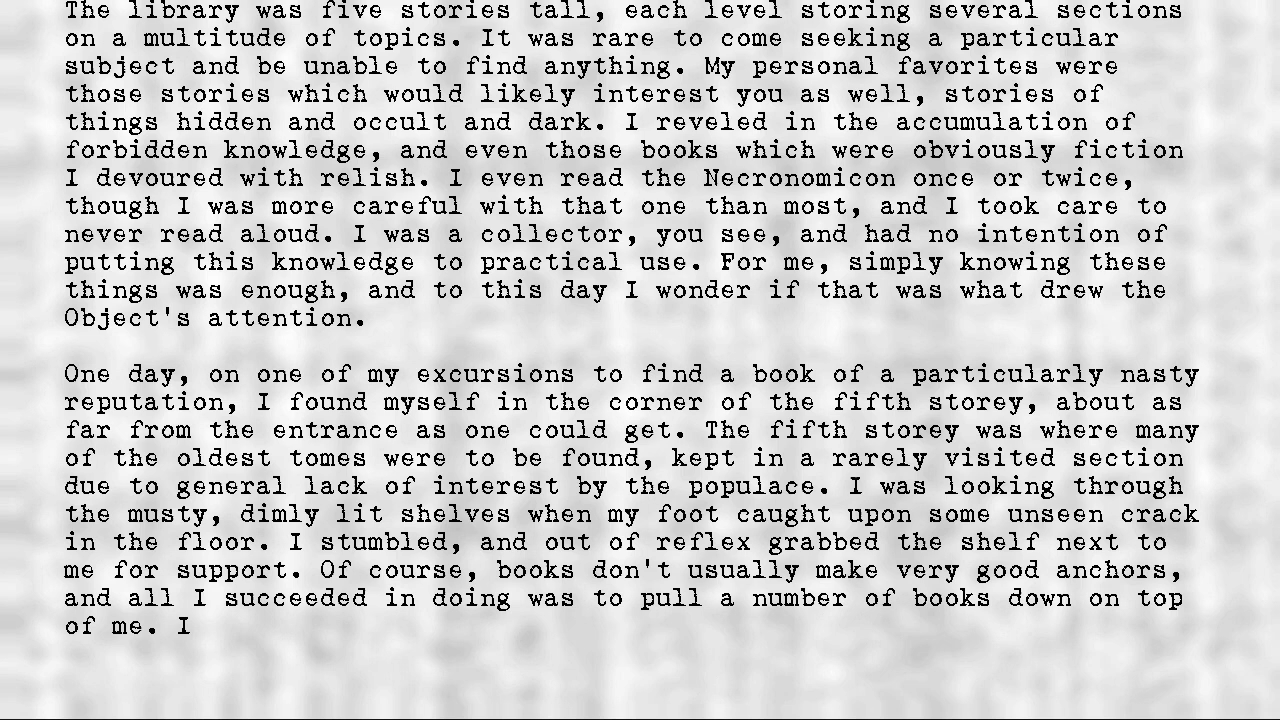 The library was five stories tall, each level storing several sections
on a multitude of topics. It was rare to come seeking a particular
subject and be unable to find anything. My personal favorites were
those stories which would likely interest you as well, stories of
things hidden and occult and dark. I reveled in the accumulation of
forbidden knowledge, and even those books which were obviously fiction
I devoured with relish. I even read the Necronomicon once or twice,
though I was more careful with that one than most, and I took care to
never read aloud. I was a collector, you see, and had no intention of
putting this knowledge to practical use. For me, simply knowing these
things was enough, and to this day I wonder if that was what drew the
Object's attention.

One day, on one of my excursions to find a book of a particularly nasty
reputation, I found myself in the corner of the fifth storey, about as
far from the entrance as one could get. The fifth storey was where many
of the oldest tomes were to be found, kept in a rarely visited section
due to general lack of interest by the populace. I was looking through
the musty, dimly lit shelves when my foot caught upon some unseen crack
in the floor. I stumbled, and out of reflex grabbed the shelf next to
me for support. Of course, books don't usually make very good anchors,
and all I succeeded in doing was to pull a number of books down on top
of me. I